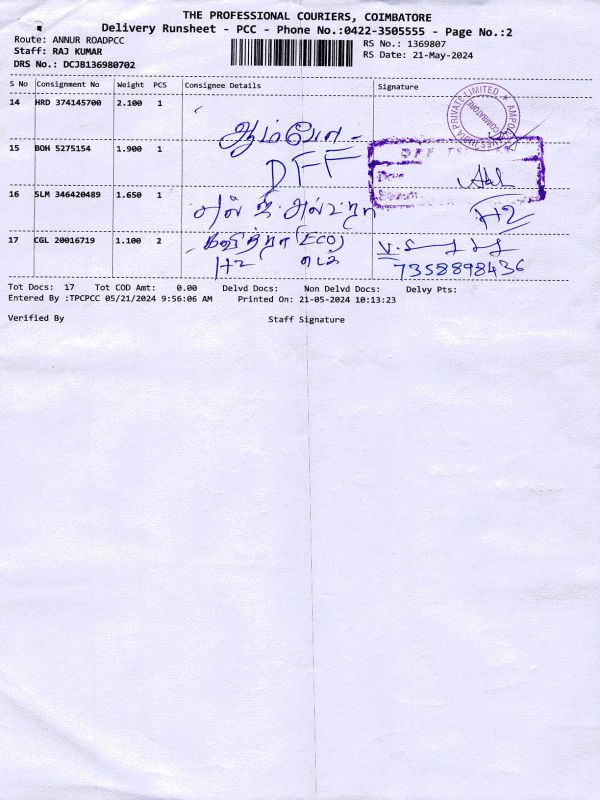 THE PROFESSIONAL COURIERS, COIMBATORE
Delivery Runsheet - PCC - Phone No.:0422-3505555 - Page No.:2
Route: ANNUR ROADPCC
Staff: RAJ KUMAR
DRS No.: DCJB136980702
RS No.: 1369807
RS Date: 21-May-2024
S No Consignment No Weight PCS Consignee Details Signature
14 HRD 374145700 2.100 1 ஆம்போ-
15 BOH 5275154 1.900 1 DFF
16 SLM 346420489 1.650 1 H2
17 CGL 20016719 1.100 2 (ECO)
H2
7358898436
Tot Docs: 17 Tot COD Amt: 0.00 Delvd Docs: Non Delvd Docs: Delvy Pts:
Entered By :TPCPCC 05/21/2024 9:56:06 AM Printed On: 21-05-2024 10:13:23
Verified By Staff Signature